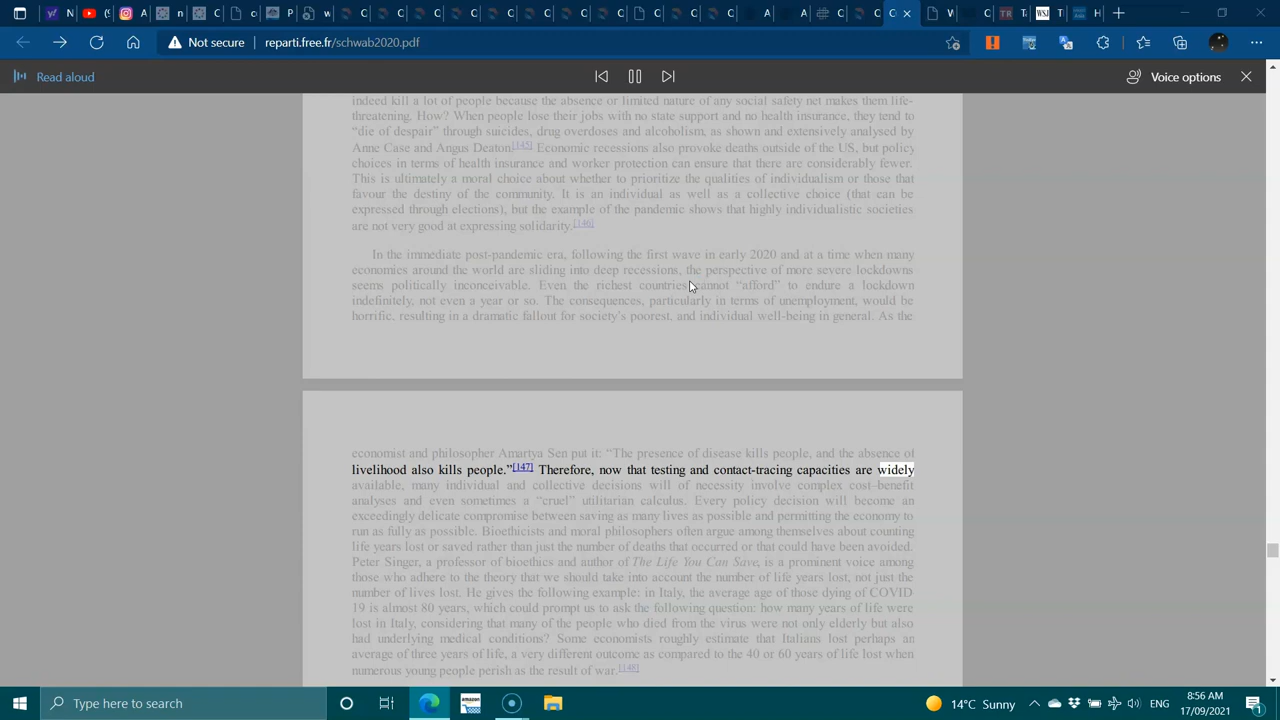 Y! N
A
n
C
P
w
C
C
C
C
C
C
C
C
C
C
C
A
A
C
C
C
W
C
TR T
WSJ T
H
Not secure reparti.free.fr/schwab2020.pdf
Read aloud
Voice options
indeed kill a lot of people because the absence or limited nature of any social safety net makes them life-
threatening. How? When people lose their jobs with no state support and no health insurance, they tend to
“die of despair” through suicides, drug overdoses and alcoholism, as shown and extensively analysed by
Anne Case and Angus Deaton.[145] Economic recessions also provoke deaths outside of the US, but policy
choices in terms of health insurance and worker protection can ensure that there are considerably fewer.
This is ultimately a moral choice about whether to prioritize the qualities of individualism or those that
favour the destiny of the community. It is an individual as well as a collective choice (that can be
expressed through elections), but the example of the pandemic shows that highly individualistic societies
are not very good at expressing solidarity.[146]
In the immediate post-pandemic era, following the first wave in early 2020 and at a time when many
economies around the world are sliding into deep recessions, the perspective of more severe lockdowns
seems politically inconceivable. Even the richest countries cannot “afford” to endure a lockdown
indefinitely, not even a year or so. The consequences, particularly in terms of unemployment, would be
horrific, resulting in a dramatic fallout for society’s poorest, and individual well-being in general. As the
economist and philosopher Amartya Sen put it: “The presence of disease kills people, and the absence of
livelihood also kills people.”[147] Therefore, now that testing and contact-tracing capacities are widely
available, many individual and collective decisions will of necessity involve complex cost–benefit
analyses and even sometimes a “cruel” utilitarian calculus. Every policy decision will become an
exceedingly delicate compromise between saving as many lives as possible and permitting the economy to
run as fully as possible. Bioethicists and moral philosophers often argue among themselves about counting
life years lost or saved rather than just the number of deaths that occurred or that could have been avoided.
Peter Singer, a professor of bioethics and author of The Life You Can Save, is a prominent voice among
those who adhere to the theory that we should take into account the number of life years lost, not just the
number of lives lost. He gives the following example: in Italy, the average age of those dying of COVID
19 is almost 80 years, which could prompt us to ask the following question: how many years of life were
lost in Italy, considering that many of the people who died from the virus were not only elderly but also
had underlying medical conditions? Some economists roughly estimate that Italians lost perhaps an
average of three years of life, a very different outcome as compared to the 40 or 60 years of life lost when
numerous young people perish as the result of war.[148]
Type here to search
amazon
14°C Sunny
ENG
8:56 AM
17/09/2021
1